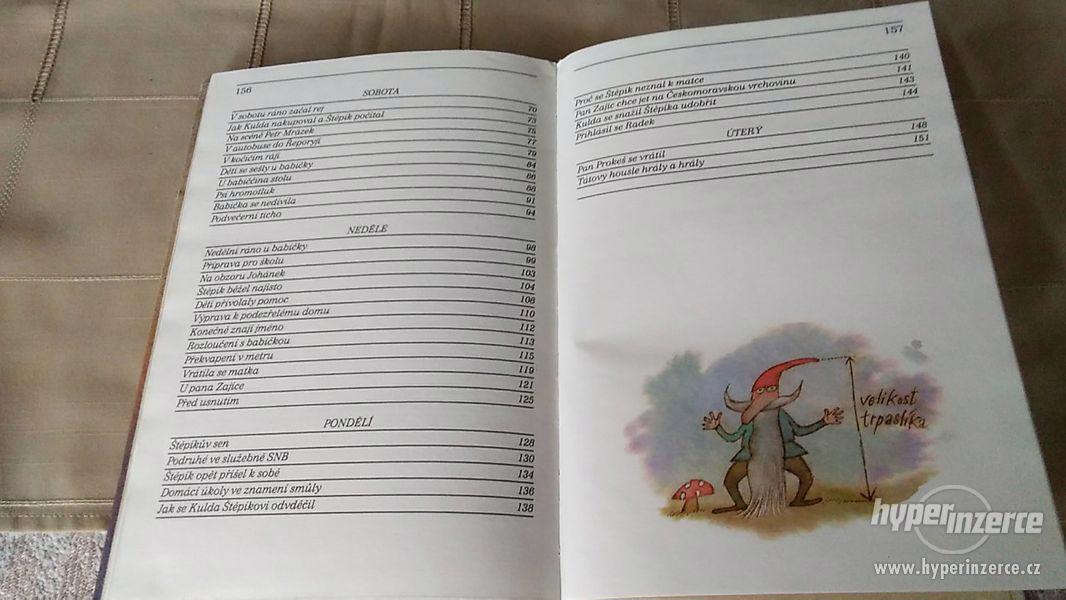 156
SOBOTA
V sobotu ráno začal rej 70
Jak Kulda nakupoval a Štěpík počítal 73
Na scéně Petr Mrázek 75
V autobuse do Řeporyjí 77
V kočičím ráji 79
Děti se sešly u babičky 84
U babiččina stolu 86
Psí hromotluk 88
Babička se nedivila 91
Podvečerní ticho 94
NEDĚLE
Nedělní ráno u babičky 98
Příprava pro školu 99
Na obzoru Johánek 103
Štěpík běžel najisto 104
Děti přivolaly pomoc 108
Výprava k podezřelému domu 110
Konečně znají jméno 112
Rozloučení s babičkou 113
Překvapení v metru 115
Vrátila se matka 119
U pana Zajíce 121
Před usnutím 125
PONDĚLÍ
Štěpíkův sen 128
Podruhé ve služebně SNB 130
Štěpík opět přišel k sobě 134
Domácí úkoly ve znamení smůly 136
Jak se Kulda Štěpíkovi odvděčil 138
157
Proč se Štěpík neznal k matce 140
Pan Zajíc chce jet na Českomoravskou vrchovinu 141
Kulda se snažil Štěpíka udobřit 143
Přihlásil se Radek 144
ÚTERÝ
Pan Prokeš se vrátil 148
Tátovy housle hrály a hrály 151
velikost
trpaslíka
hyperinzerce
www.hyperinzerce.cz